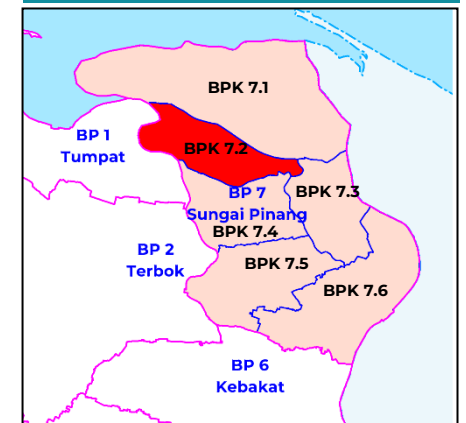 BPK 7.1
BP 1
Tumpat
BPK 7.2
BP 7
Sungai Pinang
BPK 7.3
BPK 7.4
BP 2
Terbok
BPK 7.5
BPK 7.6
BP 6
Kebakat